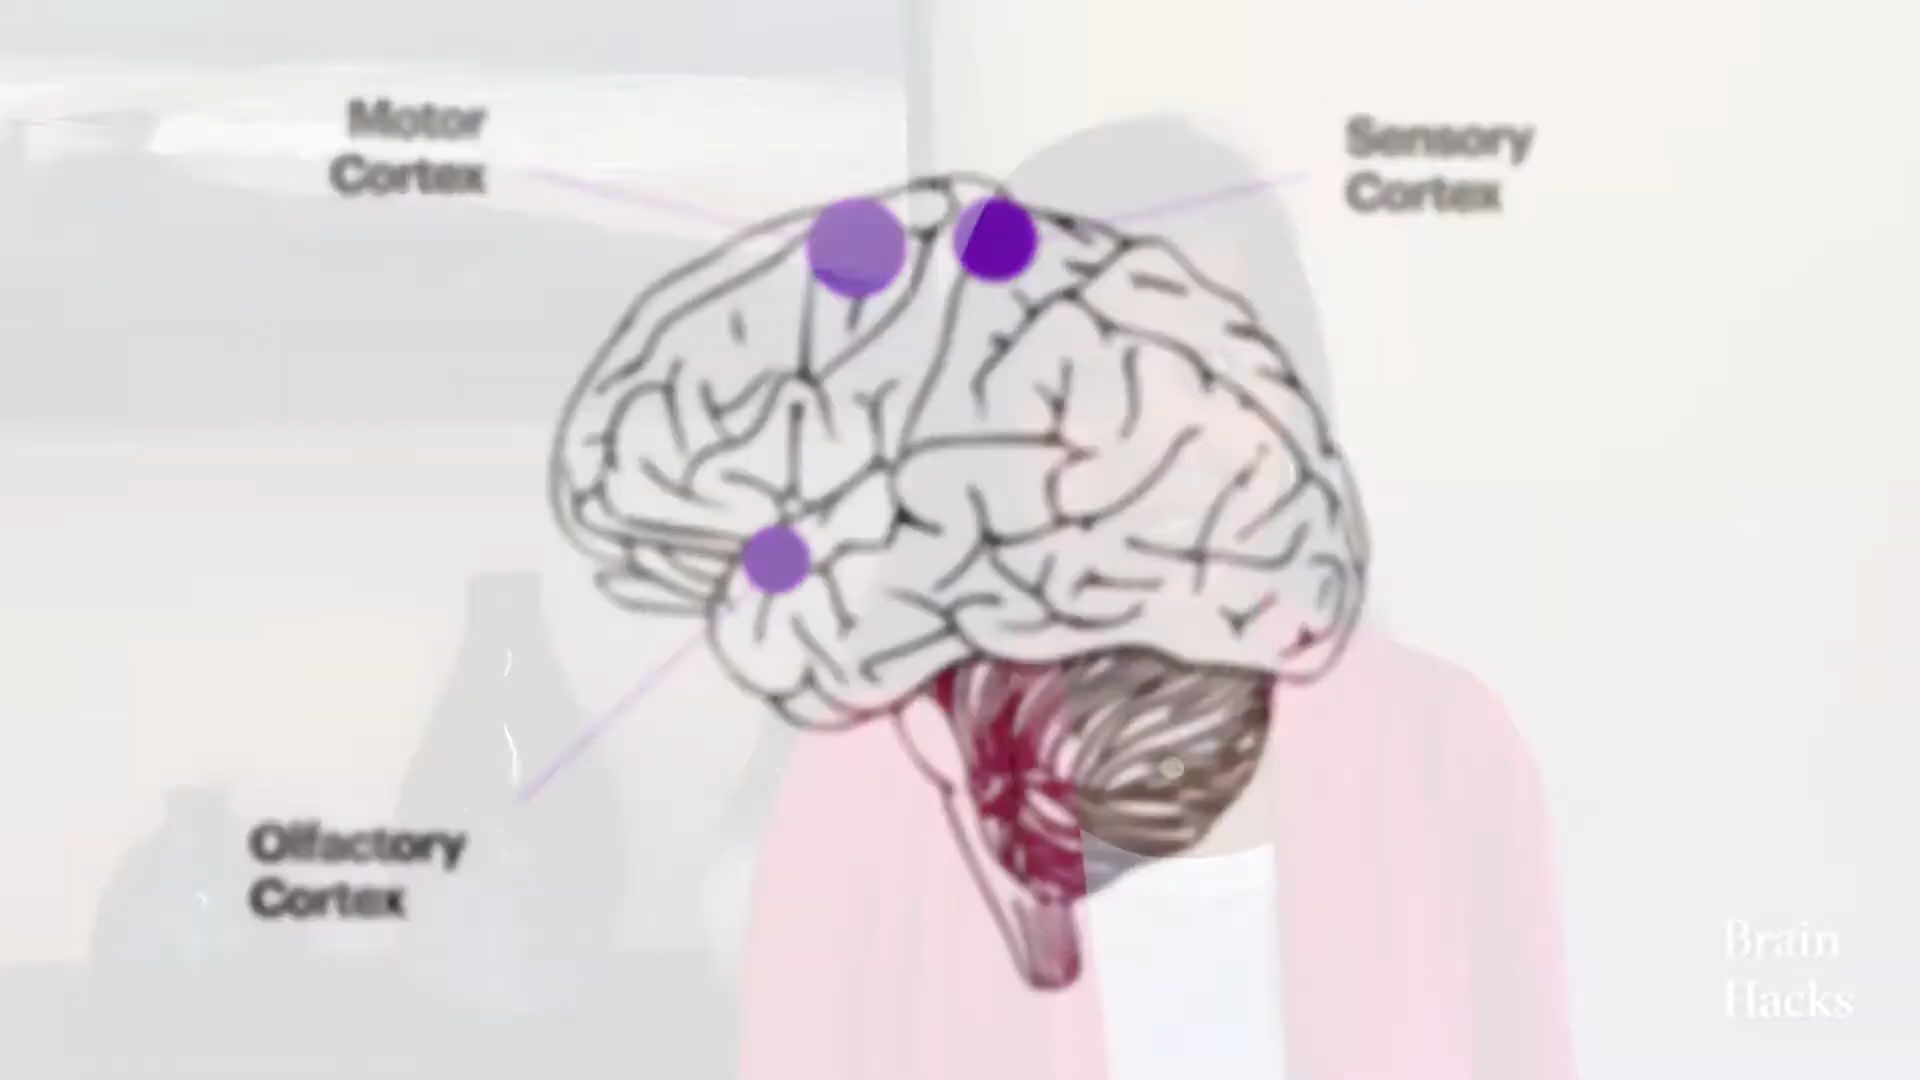 Motor
Cortex
Sensory
Cortex
Olfactory
Cortex
Brain
Hacks